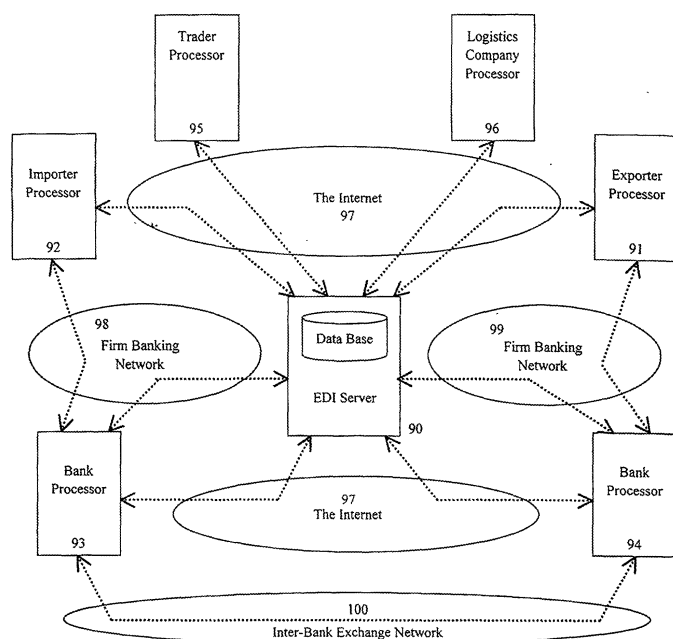 Trader
Processor
95
Logistics
Company
Processor
96
Importer
Processor
92
The Internet
97
Exporter
Processor
91
98
Firm Banking
Network
Data Base
EDI Server
90
99
Firm Banking
Network
Bank
Processor
93
97
The Internet
Bank
Processor
94
100
Inter-Bank Exchange Network